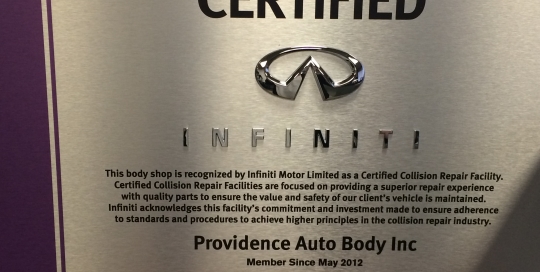 CERTIFIED
INFINITI
This body shop is recognized by Infiniti Motor Limited as a Certified Collision Repair Facility.
Certified Collision Repair Facilities are focused on providing a superior repair experience
with quality parts to ensure the value and safety of our client's vehicle is maintained.
Infiniti acknowledges this facility's commitment and investment made to ensure adherence
to standards and procedures to achieve higher principles in the collision repair industry.
Providence Auto Body Inc
Member Since May 2012